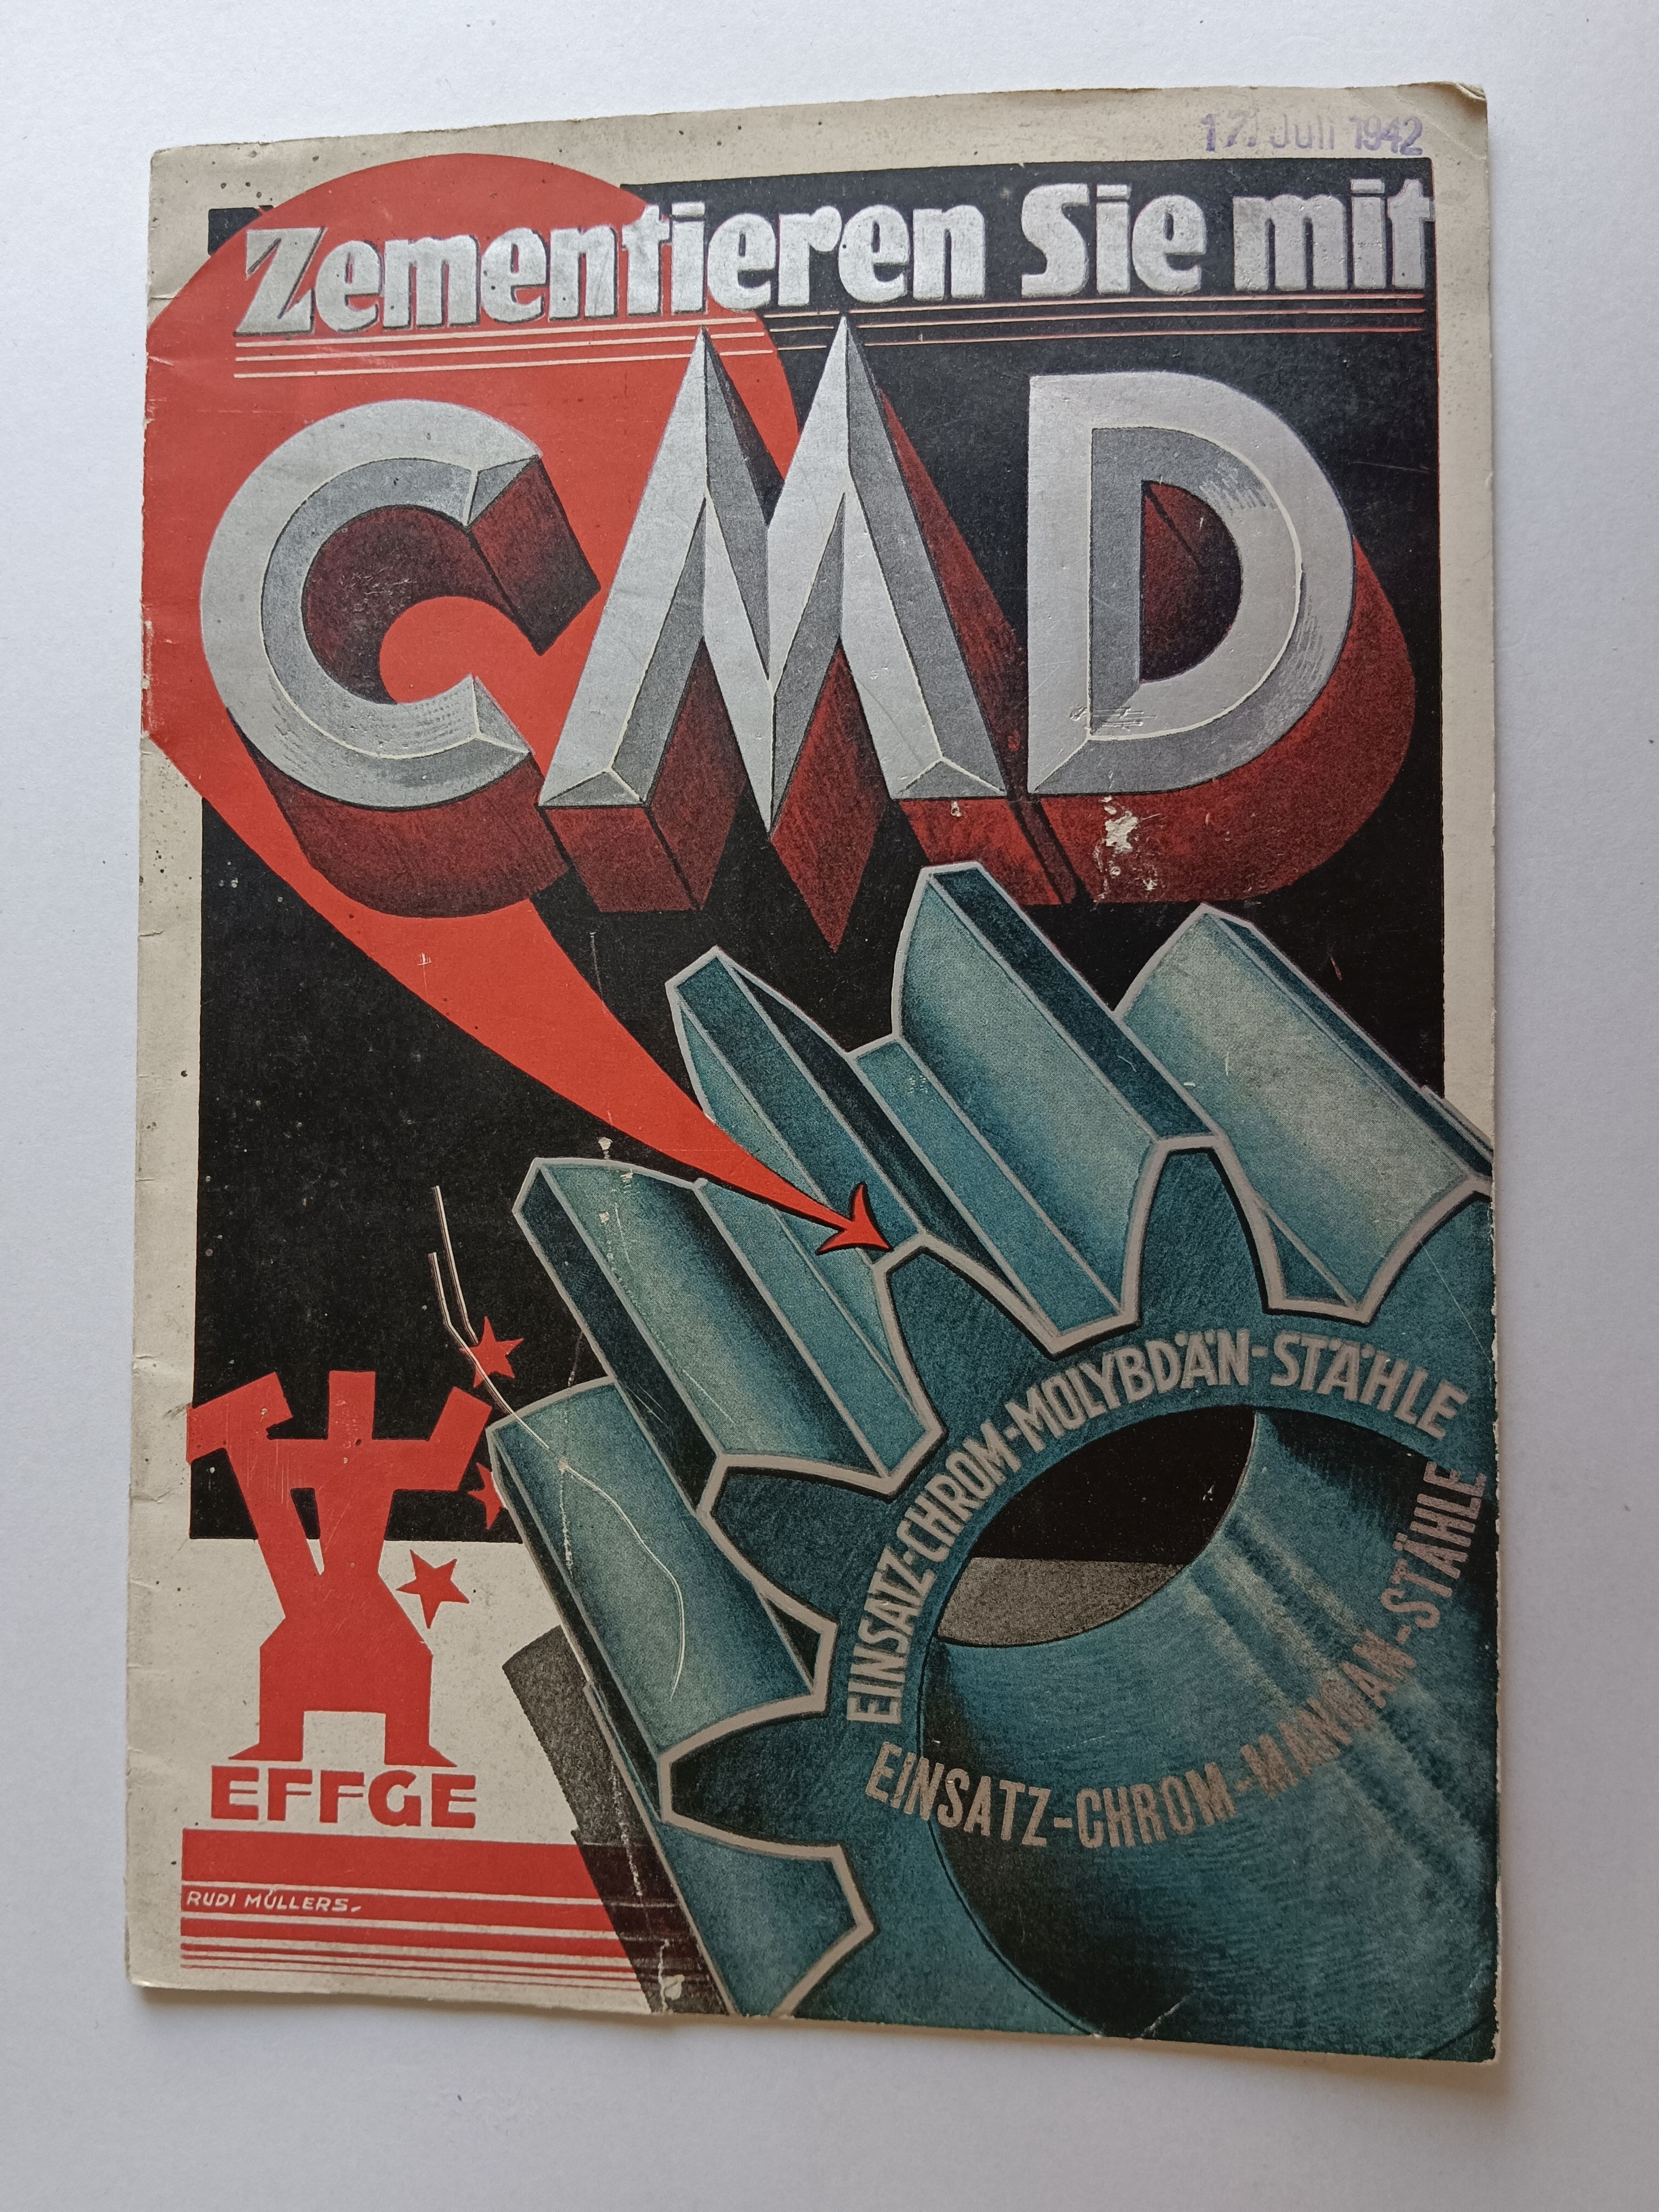 17. Juli 1942
Zementieren Sie mit
CMD
EINSATZ-CHROM-MOLYBDÄN-STÄHLE
EINSATZ-CHROM-MANGAN-STÄHLE
EFFGE
RUDI MÜLLERS-